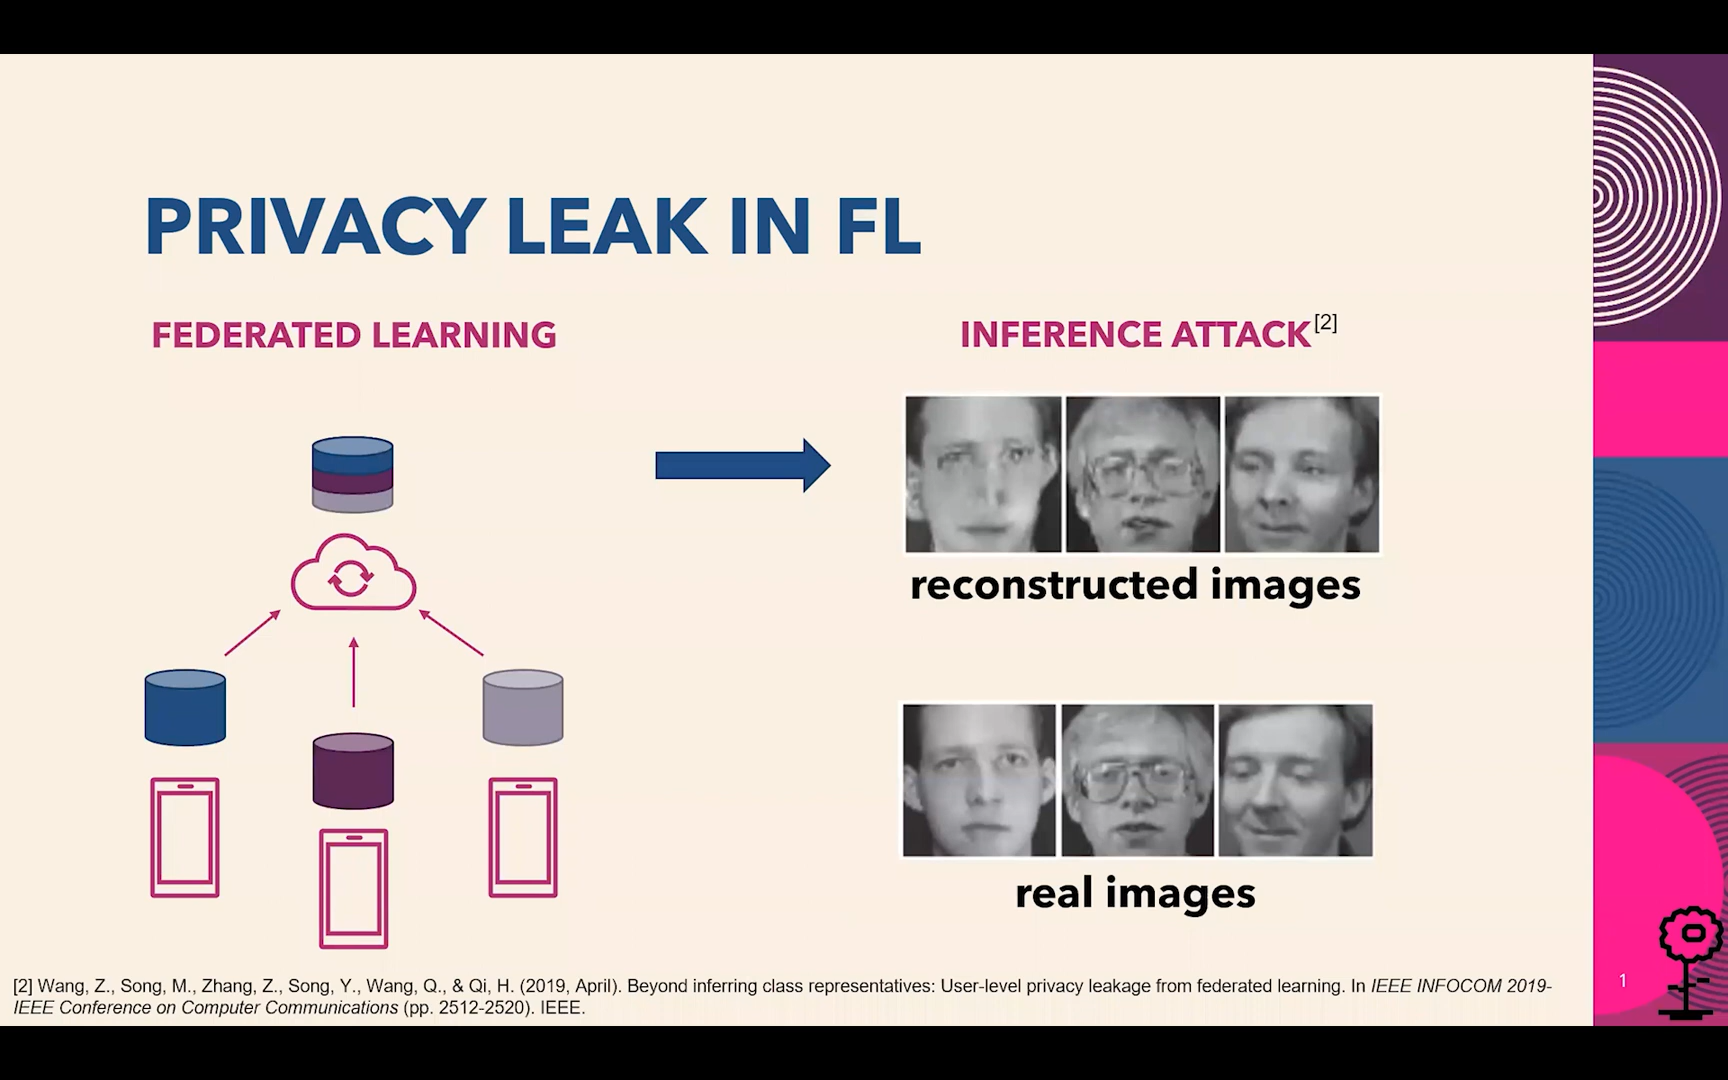 PRIVACY LEAK IN FL
FEDERATED LEARNING
INFERENCE ATTACK[2]
reconstructed images
real images
[2] Wang, Z., Song, M., Zhang, Z., Song, Y., Wang, Q., & Qi, H. (2019, April). Beyond inferring class representatives: User-level privacy leakage from federated learning. In IEEE INFOCOM 2019-
IEEE Conference on Computer Communications (pp. 2512-2520). IEEE.
1